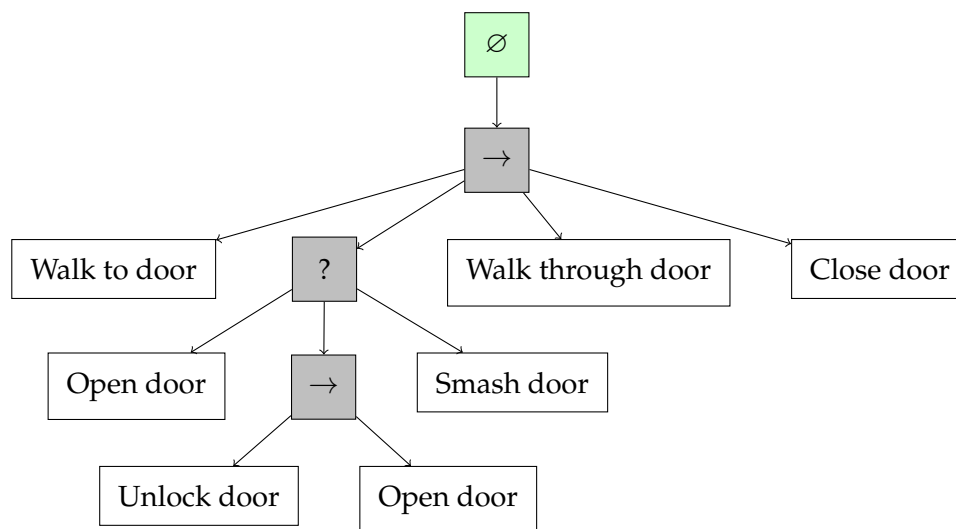 ∅
→
Walk to door
?
Walk through door
Close door
Open door
→
Smash door
Unlock door
Open door